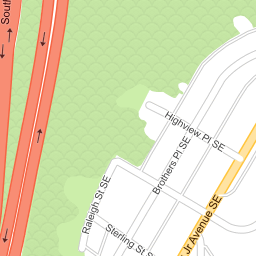 South
Highview Pl SE
Brothers Pl SE
Raleigh St SE
Jr Avenue SE
Sterling St S